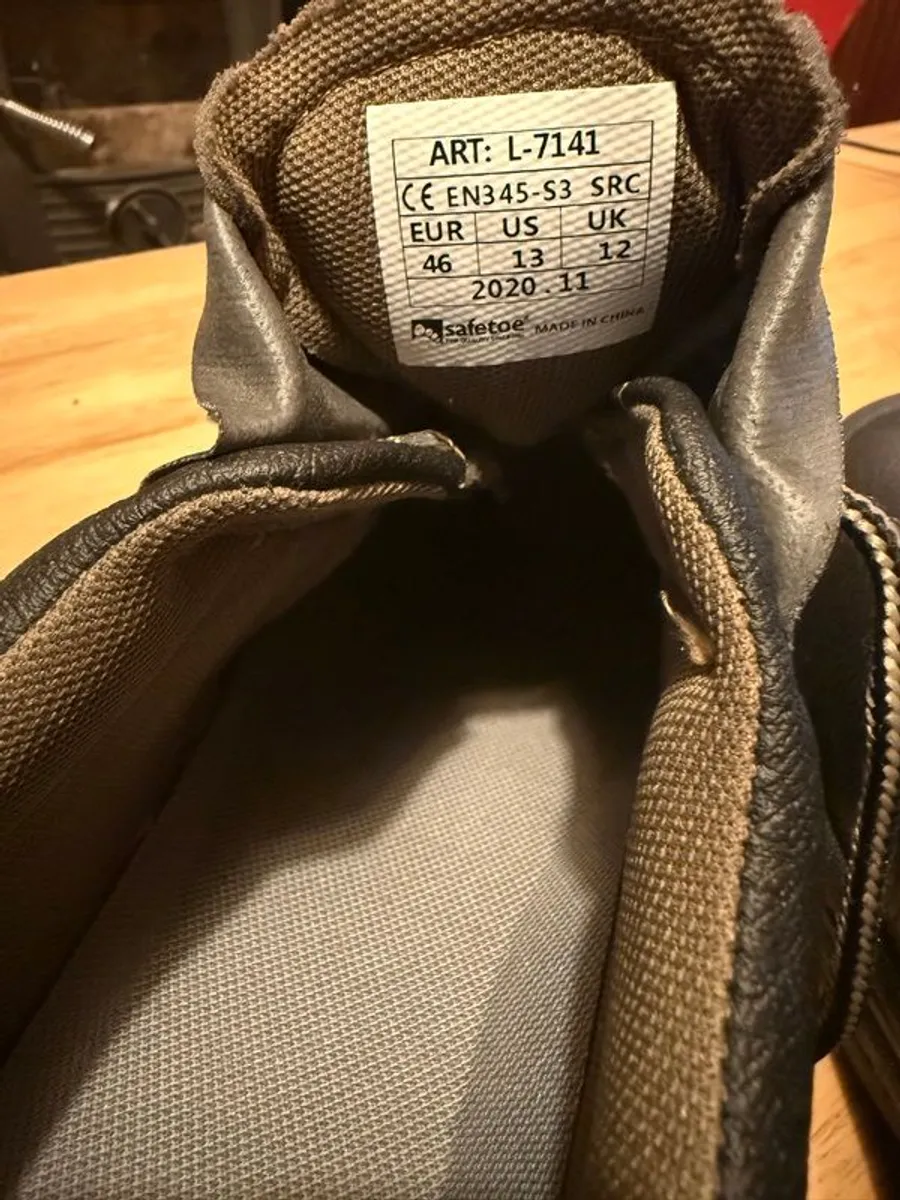 ART: L-7141
CE EN345-S3 SRC
EUR US UK
46 13 12
2020.11
safetoe® MADE IN CHINA